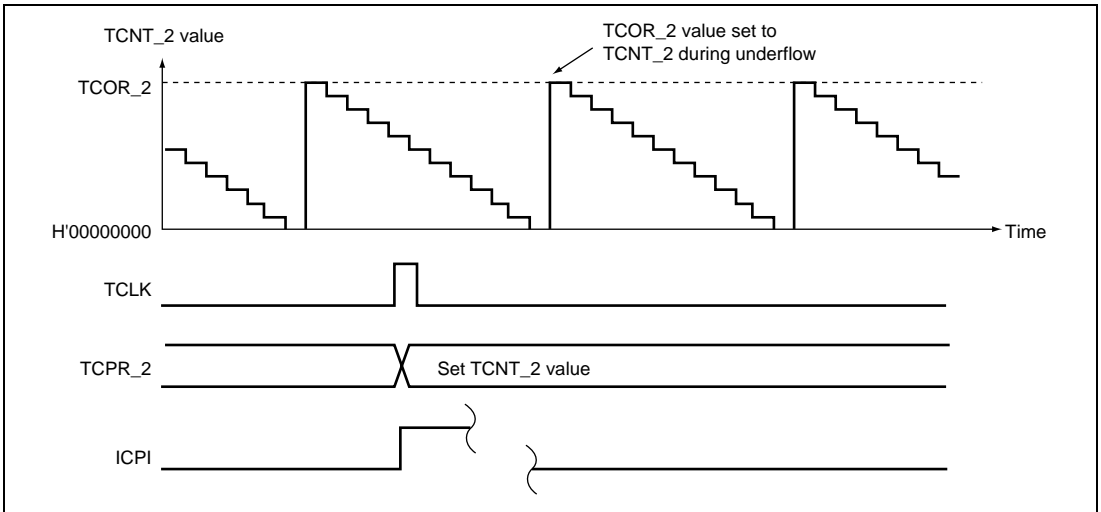 TCNT_2 value
TCOR_2 value set to
TCNT_2 during underflow
TCOR_2
H'00000000
Time
TCLK
TCPR_2
Set TCNT_2 value
ICPI